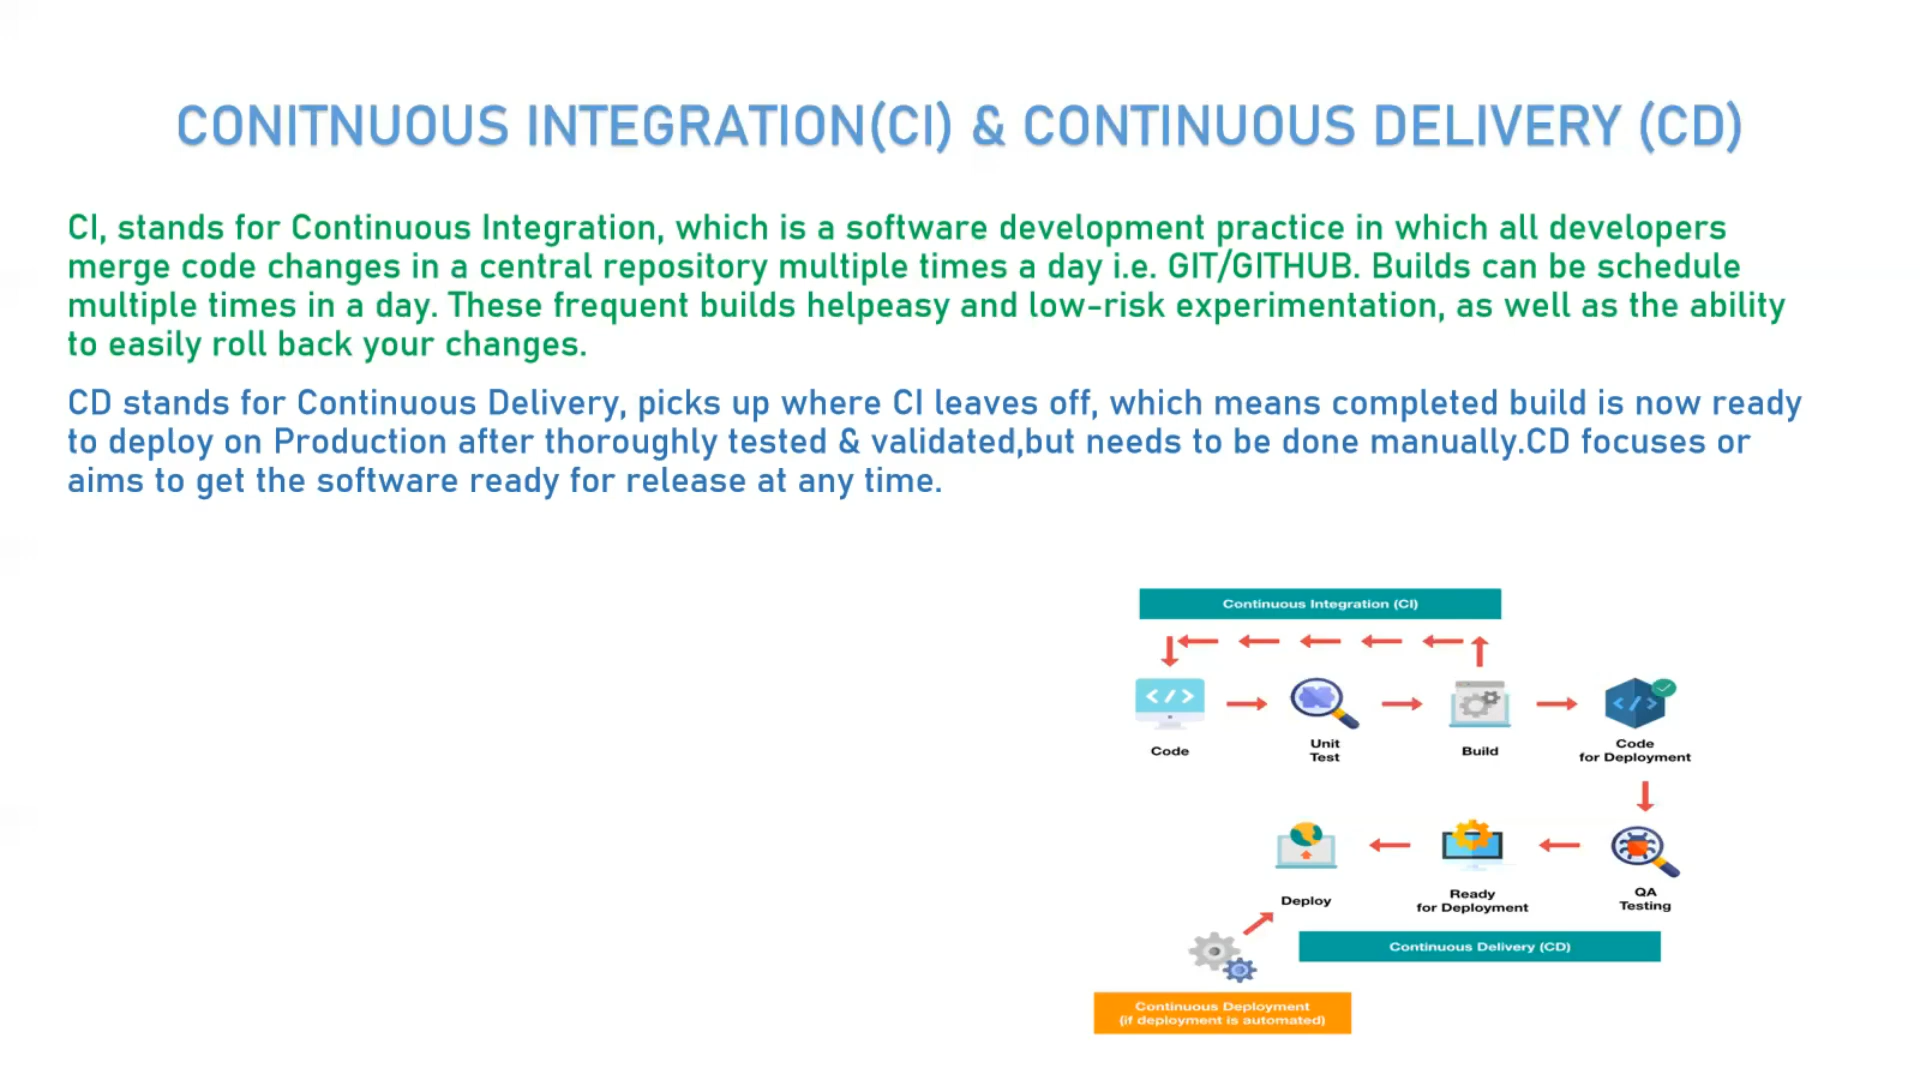 CONITNUOUS INTEGRATION(CI) & CONTINUOUS DELIVERY (CD)
CI, stands for Continuous Integration, which is a software development practice in which all developers
merge code changes in a central repository multiple times a day i.e. GIT/GITHUB. Builds can be schedule
multiple times in a day. These frequent builds helpeasy and low-risk experimentation, as well as the ability
to easily roll back your changes.
CD stands for Continuous Delivery, picks up where CI leaves off, which means completed build is now ready
to deploy on Production after thoroughly tested & validated,but needs to be done manually.CD focuses or
aims to get the software ready for release at any time.
Continuous Integration (CI)
Code
Unit
Test
Build
Code
for Deployment
Deploy
Ready
for Deployment
QA
Testing
Continuous Delivery (CD)
Continuous Deployment
(if deployment is automated)